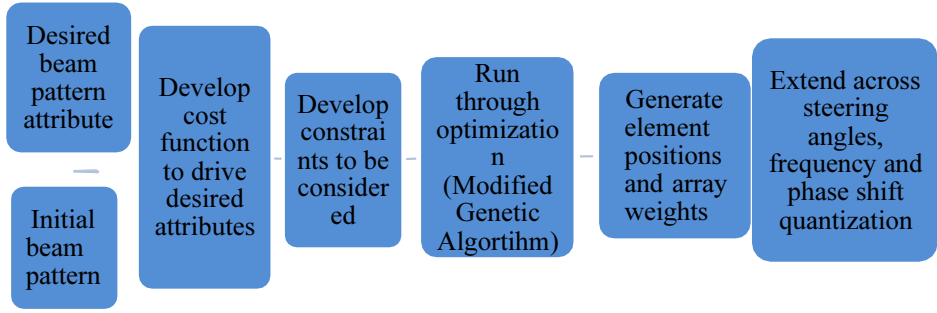 Desired
beam
pattern
attribute
Initial
beam
pattern
Develop
cost
function
to drive
desired
attributes
Develop
constrai
nts to be
consider
ed
Run
through
optimizatio
n
(Modified
Genetic
Algortihm)
Generate
element
positions
and array
weights
Extend across
steering
angles,
frequency and
phase shift
quantization